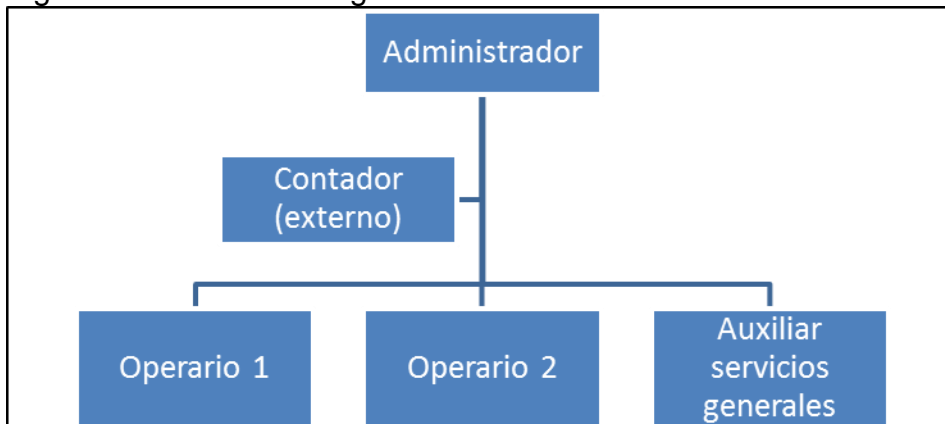 Administrador
Contador
(externo)
Operario 1
Operario 2
Auxiliar
servicios
generales